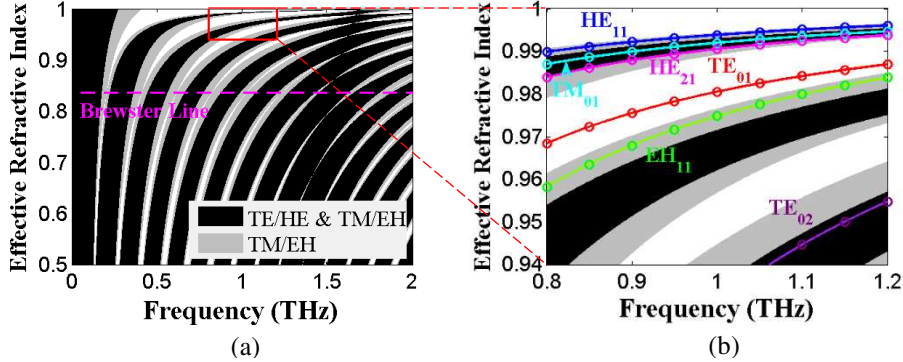 Effective Refractive Index
1
0.9
0.8
0.7
0.6
0.5
Brewster Line
TE/HE & TM/EH
TM/EH
0 0.5 1 1.5 2
Frequency (THz)
(a)
Effective Refractive Index
1
0.99
0.98
0.97
0.96
0.95
0.94
HE11
TE01
HE21
TM01
EH11
TE02
0.8 0.9 1 1.1 1.2
Frequency (THz)
(b)